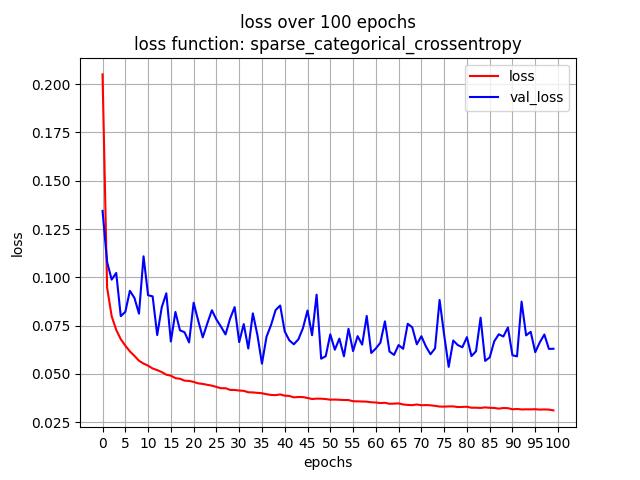 loss over 100 epochs
loss function: sparse_categorical_crossentropy
loss
val_loss
0.200
0.175
0.150
0.125
0.100
0.075
0.050
0.025
loss
0 5 10 15 20 25 30 35 40 45 50 55 60 65 70 75 80 85 90 95 100
epochs